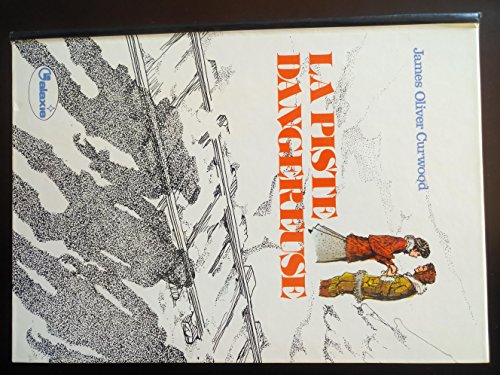 James Oliver Curwood
LA PISTE
DANGEREUSE
Galaxie